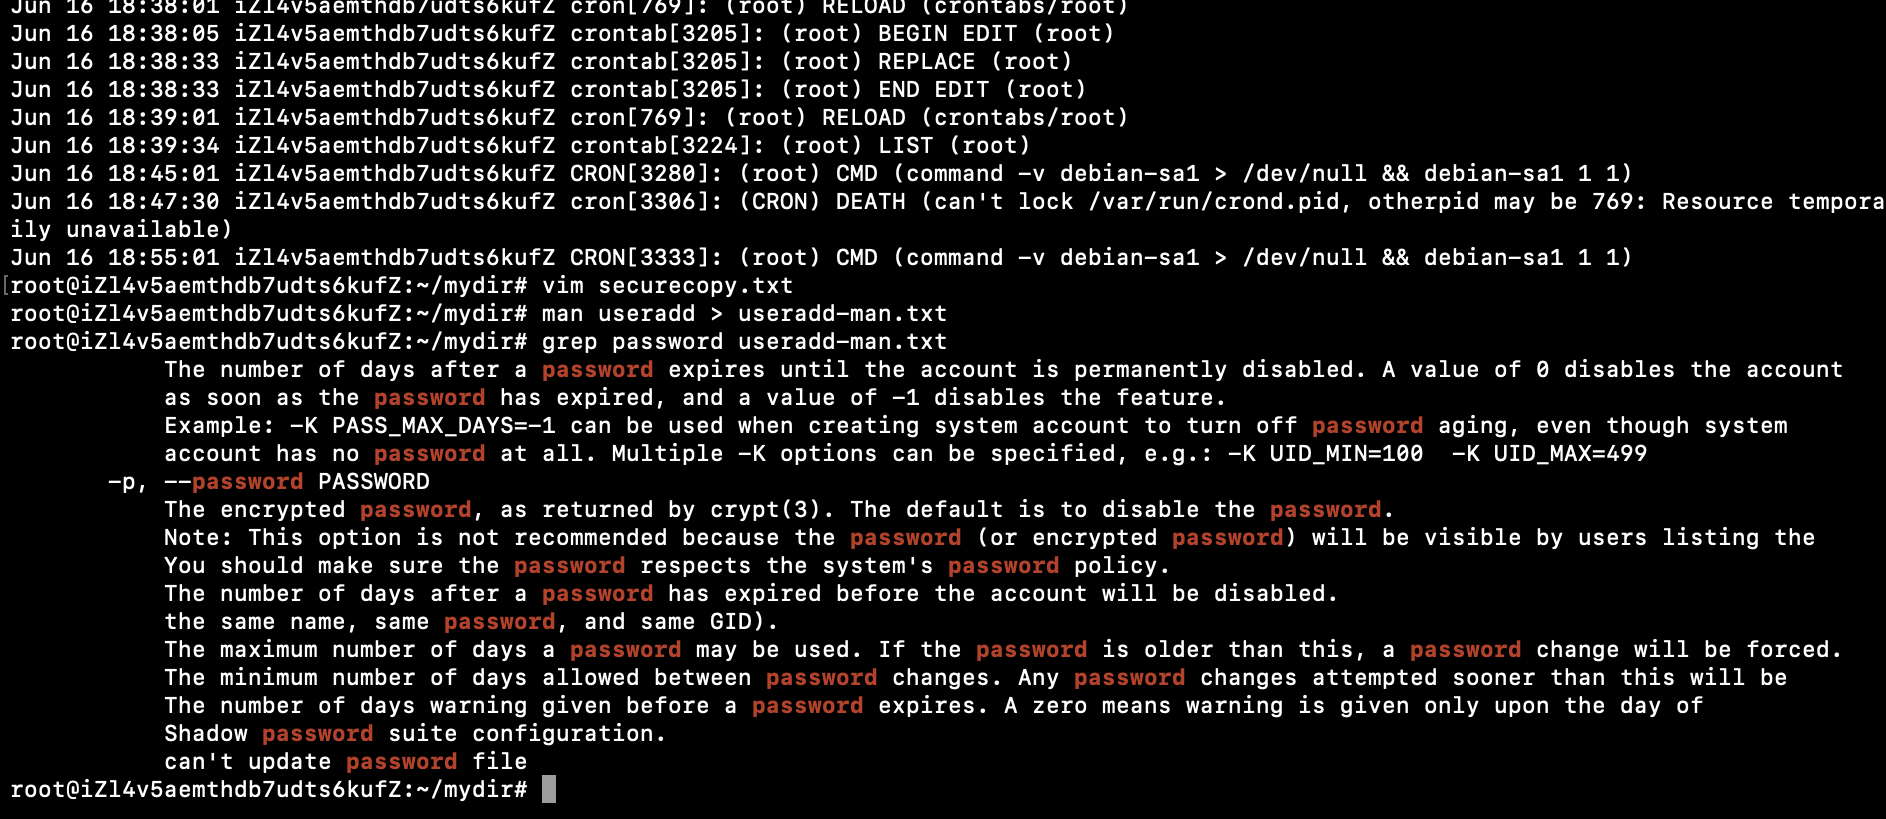 Jun 16 18:38:01 iZl4v5aemthdb7udts6kufZ cron[769]: (root) RELOAD (crontabs/root)
Jun 16 18:38:05 iZl4v5aemthdb7udts6kufZ crontab[3205]: (root) BEGIN EDIT (root)
Jun 16 18:38:33 iZl4v5aemthdb7udts6kufZ crontab[3205]: (root) REPLACE (root)
Jun 16 18:38:33 iZl4v5aemthdb7udts6kufZ crontab[3205]: (root) END EDIT (root)
Jun 16 18:39:01 iZl4v5aemthdb7udts6kufZ cron[769]: (root) RELOAD (crontabs/root)
Jun 16 18:39:34 iZl4v5aemthdb7udts6kufZ crontab[3224]: (root) LIST (root)
Jun 16 18:45:01 iZl4v5aemthdb7udts6kufZ CRON[3280]: (root) CMD (command -v debian-sa1 > /dev/null && debian-sa1 1 1)
Jun 16 18:47:30 iZl4v5aemthdb7udts6kufZ cron[3306]: (CRON) DEATH (can't lock /var/run/crond.pid, otherpid may be 769: Resource tempora
ily unavailable)
Jun 16 18:55:01 iZl4v5aemthdb7udts6kufZ CRON[3333]: (root) CMD (command -v debian-sa1 > /dev/null && debian-sa1 1 1)
[root@iZl4v5aemthdb7udts6kufZ:~/mydir# vim securecopy.txt
root@iZl4v5aemthdb7udts6kufZ:~/mydir# man useradd > useradd-man.txt
root@iZl4v5aemthdb7udts6kufZ:~/mydir# grep password useradd-man.txt
The number of days after a password expires until the account is permanently disabled. A value of 0 disables the account
as soon as the password has expired, and a value of -1 disables the feature.
Example: -K PASS_MAX_DAYS=-1 can be used when creating system account to turn off password aging, even though system
account has no password at all. Multiple -K options can be specified, e.g.: -K UID_MIN=100  -K UID_MAX=499
-p, --password PASSWORD
The encrypted password, as returned by crypt(3). The default is to disable the password.
Note: This option is not recommended because the password (or encrypted password) will be visible by users listing the
You should make sure the password respects the system's password policy.
The number of days after a password has expired before the account will be disabled.
the same name, same password, and same GID).
The maximum number of days a password may be used. If the password is older than this, a password change will be forced.
The minimum number of days allowed between password changes. Any password changes attempted sooner than this will be
The number of days warning given before a password expires. A zero means warning is given only upon the day of
Shadow password suite configuration.
can't update password file
root@iZl4v5aemthdb7udts6kufZ:~/mydir#